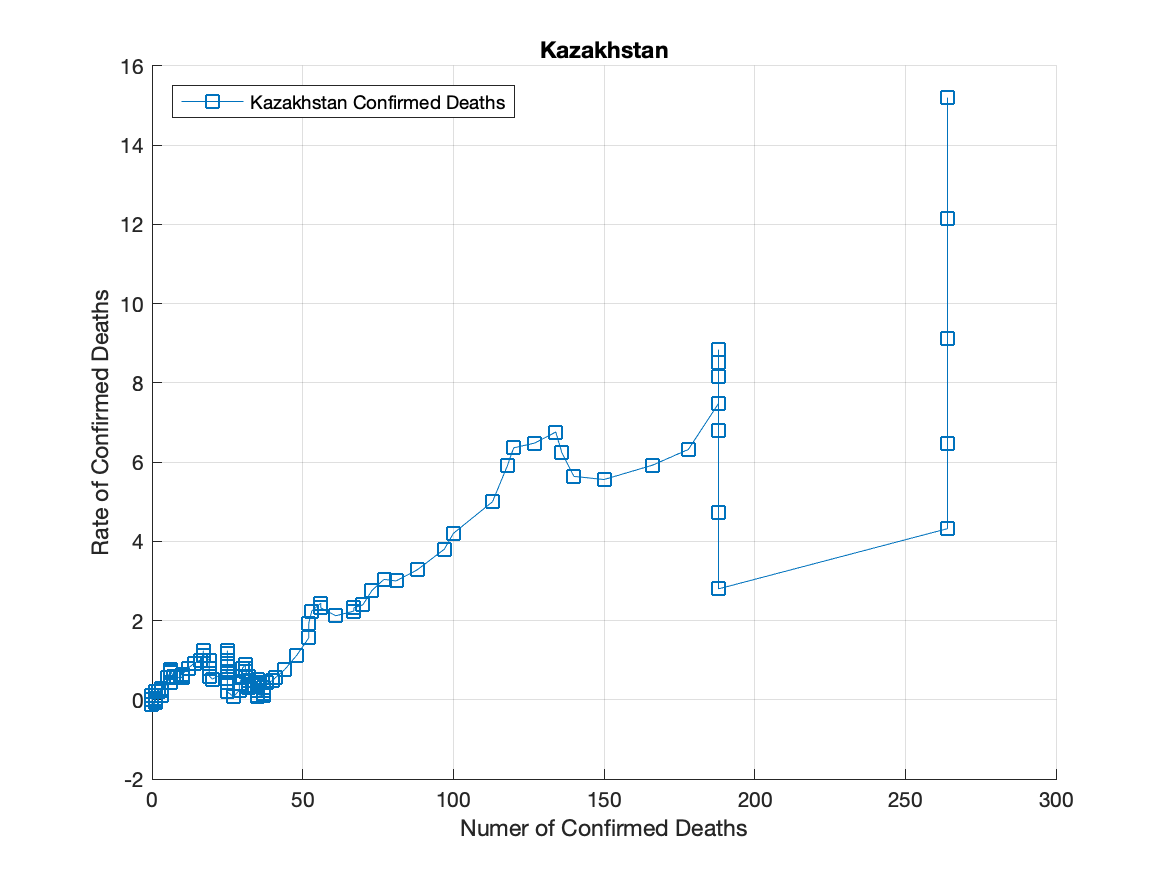 Kazakhstan
Kazakhstan Confirmed Deaths
16
14
12
10
8
6
4
2
0
-2
Rate of Confirmed Deaths
0 50 100 150 200 250 300
Numer of Confirmed Deaths